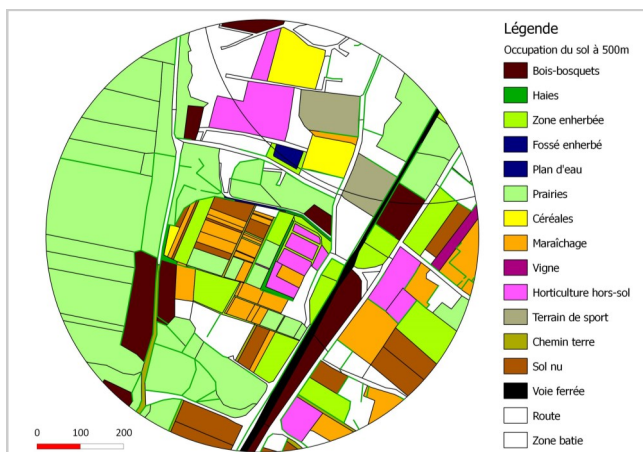 Légende
Occupation du sol à 500m
Bois-bosquets
Haies
Zone enherbée
Fossé enherbé
Plan d'eau
Prairies
Céréales
Maraîchage
Vigne
Horticulture hors-sol
Terrain de sport
Chemin terre
Sol nu
Voie ferrée
Route
Zone batie
0 100 200